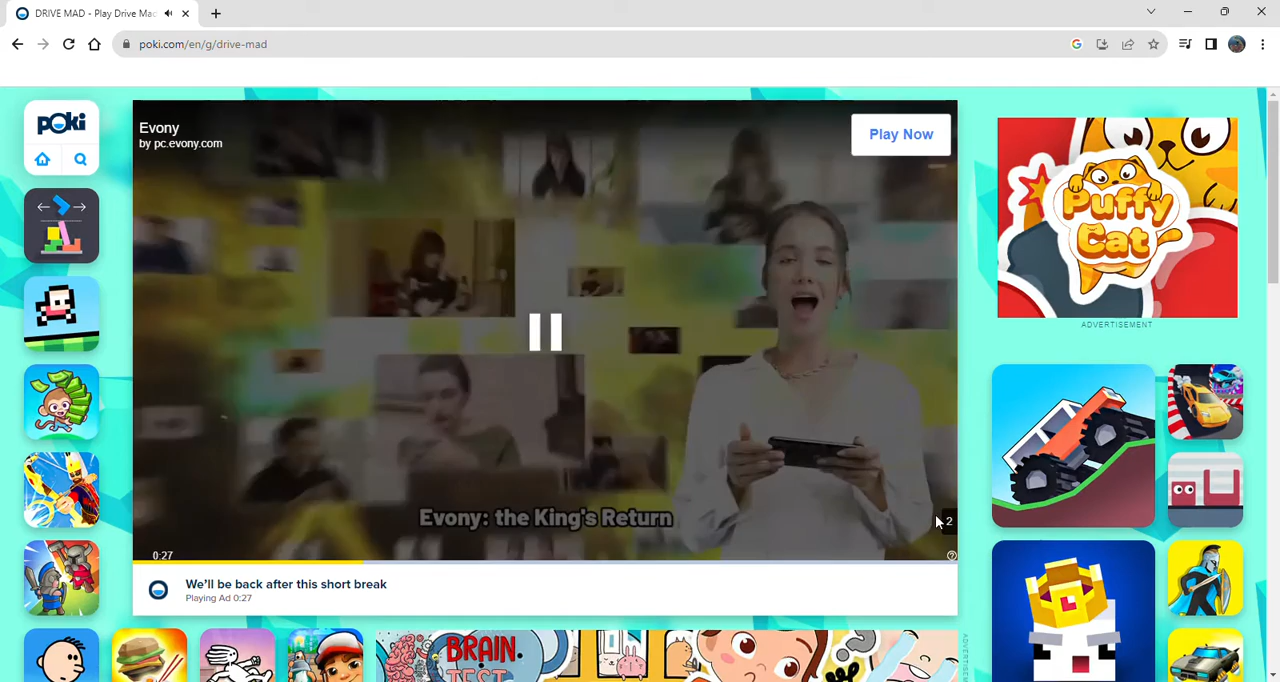 DRIVE MAD - Play Drive Mad
poki.com/en/g/drive-mad
poki
Evony
by pc.evony.com
Play Now
Evony: the King's Return
2
0:27
We'll be back after this short break
Playing Ad 0:27
Puffy
Cat
ADVERTISEMENT
BRAIN
TEST